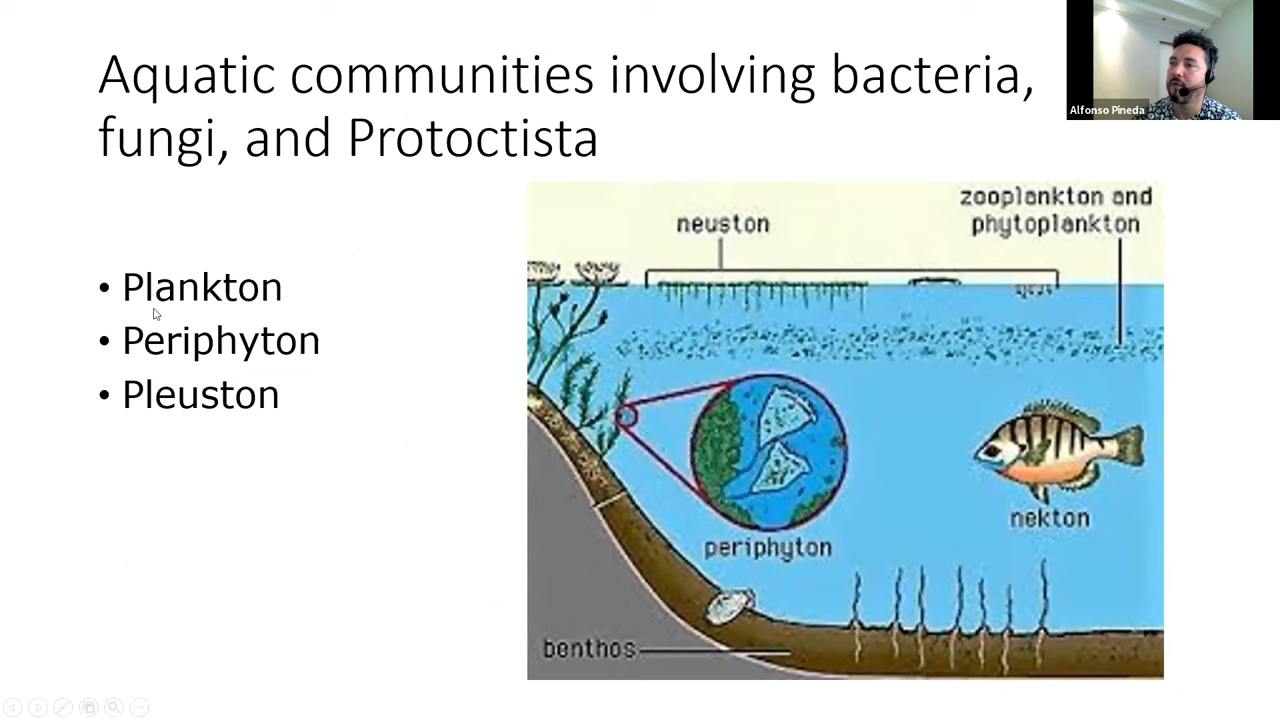 Aquatic communities involving bacteria,
fungi, and Protoctista
Alfonso Pineda
• Plankton
• Periphyton
• Pleuston
zooplankton and
phytoplankton
neuston
periphyton
nekton
benthos